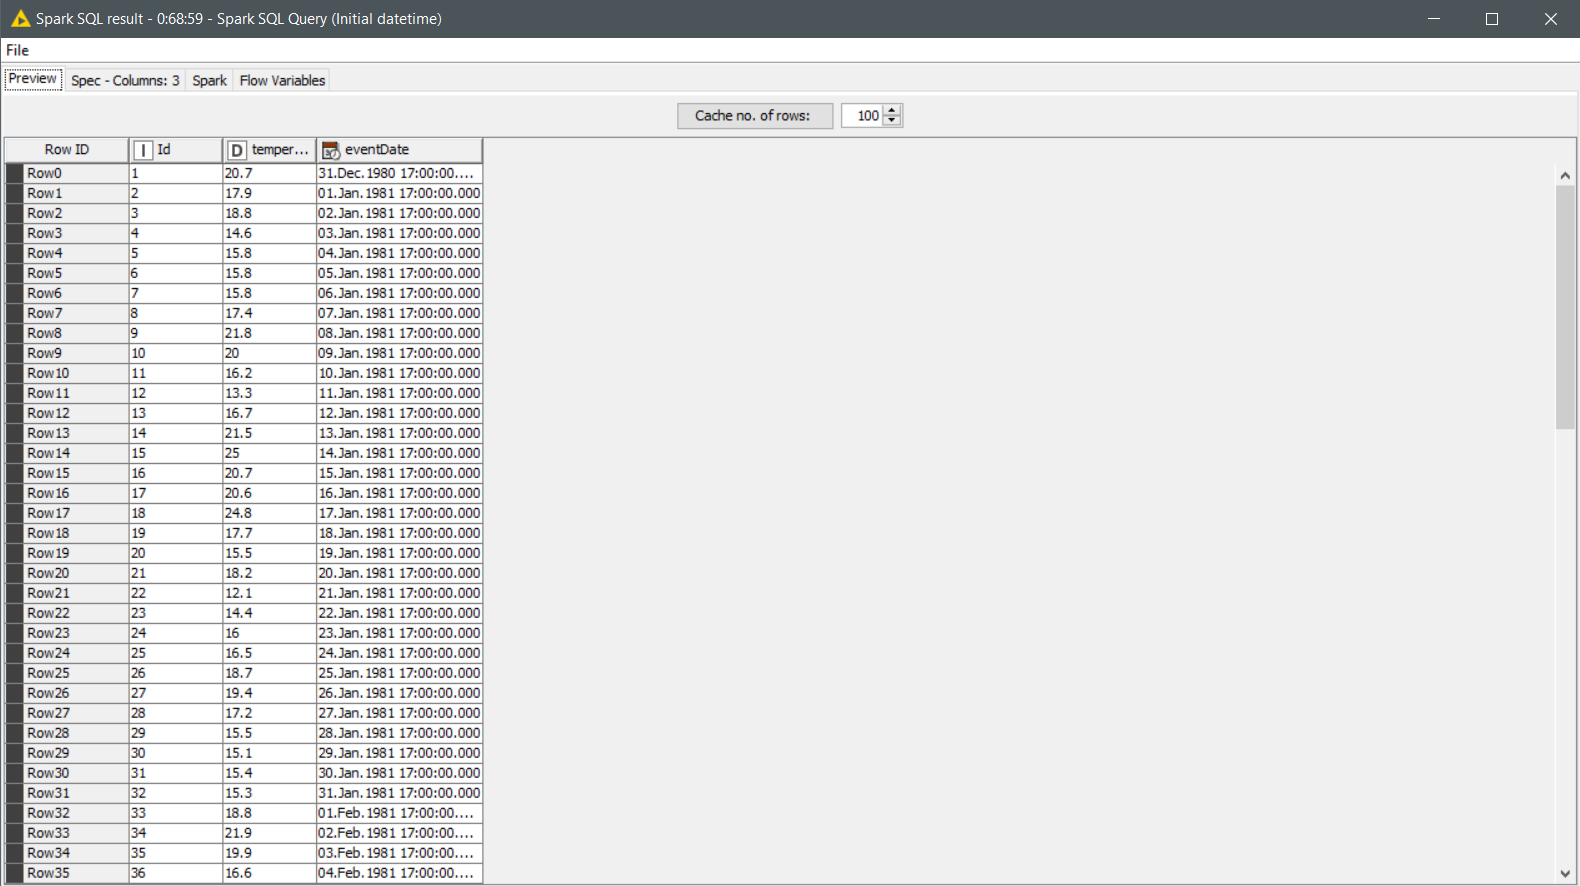 Spark SQL result - 0:68:59 - Spark SQL Query (Initial datetime)
File
Preview Spec - Columns: 3 Spark Flow Variables
Cache no. of rows: 100
Row ID I Id D temper... eventDate
Row0 1 20.7 31.Dec.1980 17:00:00....
Row1 2 17.9 01.Jan.1981 17:00:00.000
Row2 3 18.8 02.Jan.1981 17:00:00.000
Row3 4 14.6 03.Jan.1981 17:00:00.000
Row4 5 15.8 04.Jan.1981 17:00:00.000
Row5 6 15.8 05.Jan.1981 17:00:00.000
Row6 7 15.8 06.Jan.1981 17:00:00.000
Row7 8 17.4 07.Jan.1981 17:00:00.000
Row8 9 21.8 08.Jan.1981 17:00:00.000
Row9 10 20 09.Jan.1981 17:00:00.000
Row10 11 16.2 10.Jan.1981 17:00:00.000
Row11 12 13.3 11.Jan.1981 17:00:00.000
Row12 13 16.7 12.Jan.1981 17:00:00.000
Row13 14 21.5 13.Jan.1981 17:00:00.000
Row14 15 25 14.Jan.1981 17:00:00.000
Row15 16 20.7 15.Jan.1981 17:00:00.000
Row16 17 20.6 16.Jan.1981 17:00:00.000
Row17 18 24.8 17.Jan.1981 17:00:00.000
Row18 19 17.7 18.Jan.1981 17:00:00.000
Row19 20 15.5 19.Jan.1981 17:00:00.000
Row20 21 18.2 20.Jan.1981 17:00:00.000
Row21 22 12.1 21.Jan.1981 17:00:00.000
Row22 23 14.4 22.Jan.1981 17:00:00.000
Row23 24 16 23.Jan.1981 17:00:00.000
Row24 25 16.5 24.Jan.1981 17:00:00.000
Row25 26 18.7 25.Jan.1981 17:00:00.000
Row26 27 19.4 26.Jan.1981 17:00:00.000
Row27 28 17.2 27.Jan.1981 17:00:00.000
Row28 29 15.5 28.Jan.1981 17:00:00.000
Row29 30 15.1 29.Jan.1981 17:00:00.000
Row30 31 15.4 30.Jan.1981 17:00:00.000
Row31 32 15.3 31.Jan.1981 17:00:00.000
Row32 33 18.8 01.Feb.1981 17:00:00....
Row33 34 21.9 02.Feb.1981 17:00:00....
Row34 35 19.9 03.Feb.1981 17:00:00....
Row35 36 16.6 04.Feb.1981 17:00:00....